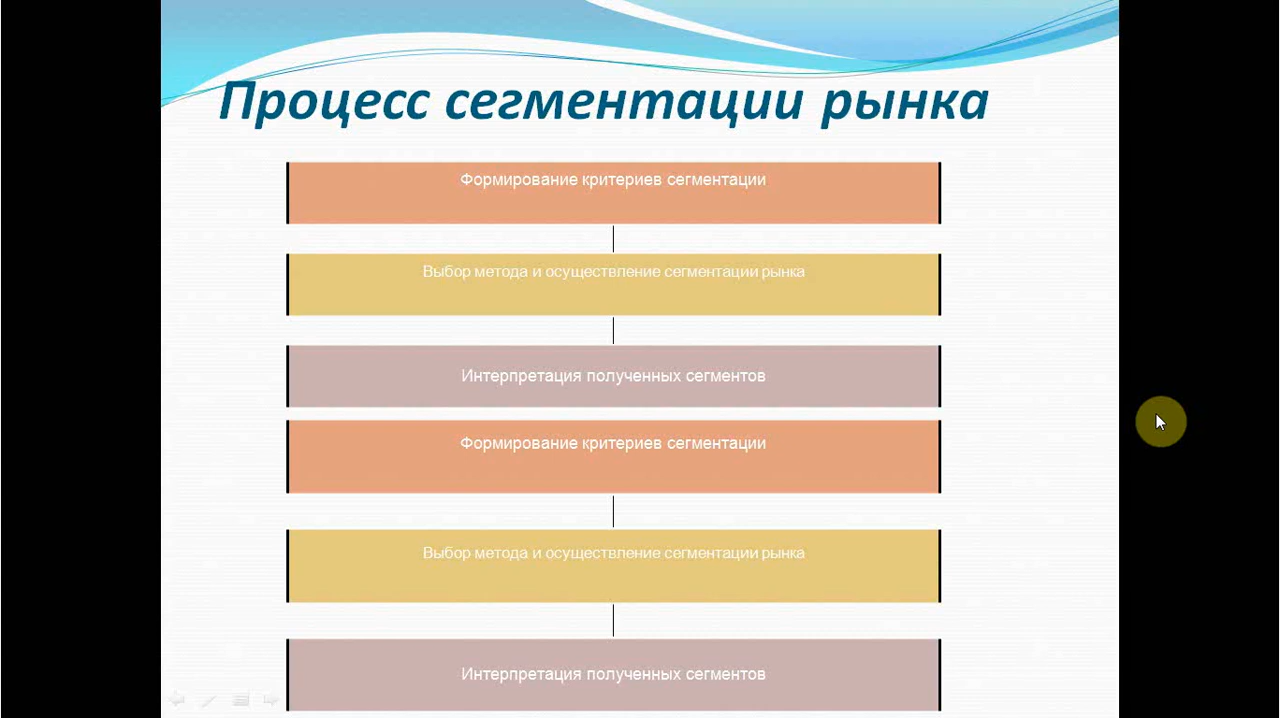 Процесс сегментации рынка
Формирование критериев сегментации
Выбор метода и осуществление сегментации рынка
Интерпретация полученных сегментов
Формирование критериев сегментации
Выбор метода и осуществление сегментации рынка
Интерпретация полученных сегментов